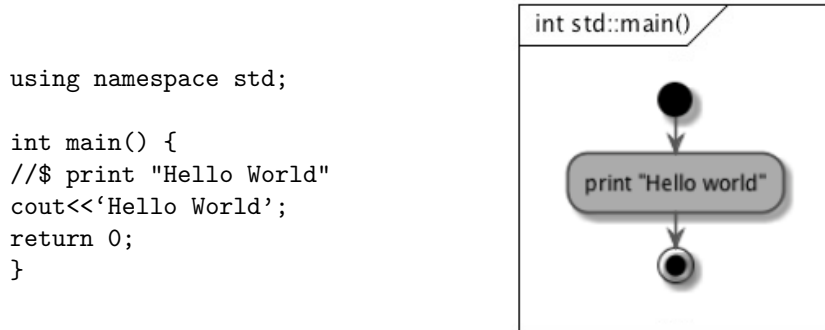 using namespace std;
int main() {
//$ print "Hello World"
cout<<‘Hello World’;
return 0;
}
int std::main()
print "Hello world"